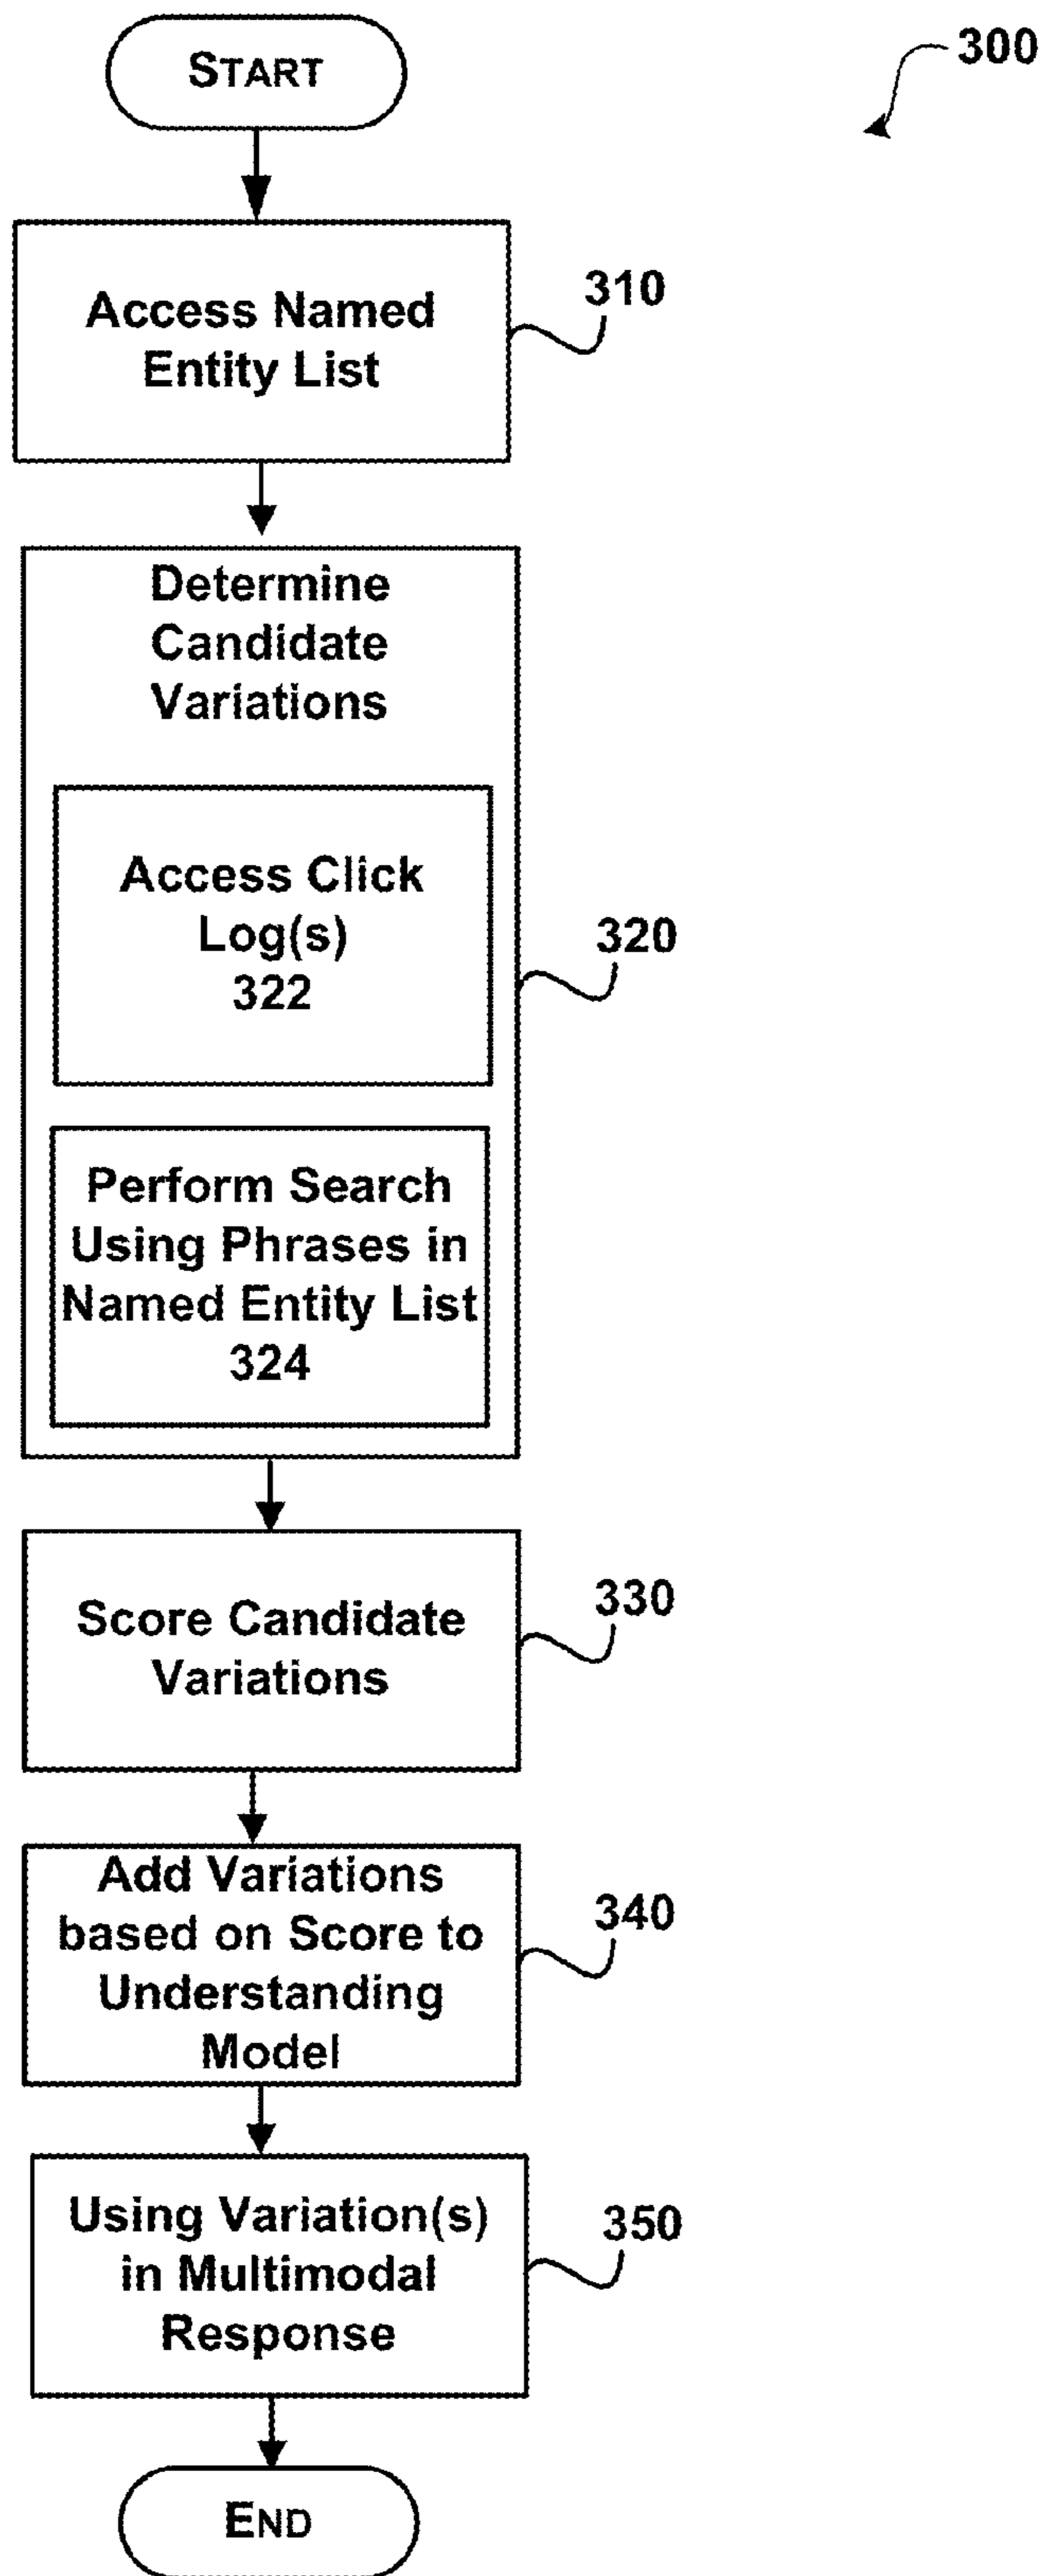 START
300
Access Named
Entity List
310
Determine
Candidate
Variations
Access Click
Log(s)
322
320
Perform Search
Using Phrases in
Named Entity List
324
Score Candidate
Variations
330
Add Variations
based on Score to
Understanding
Model
340
Using Variation(s)
in Multimodal
Response
350
END